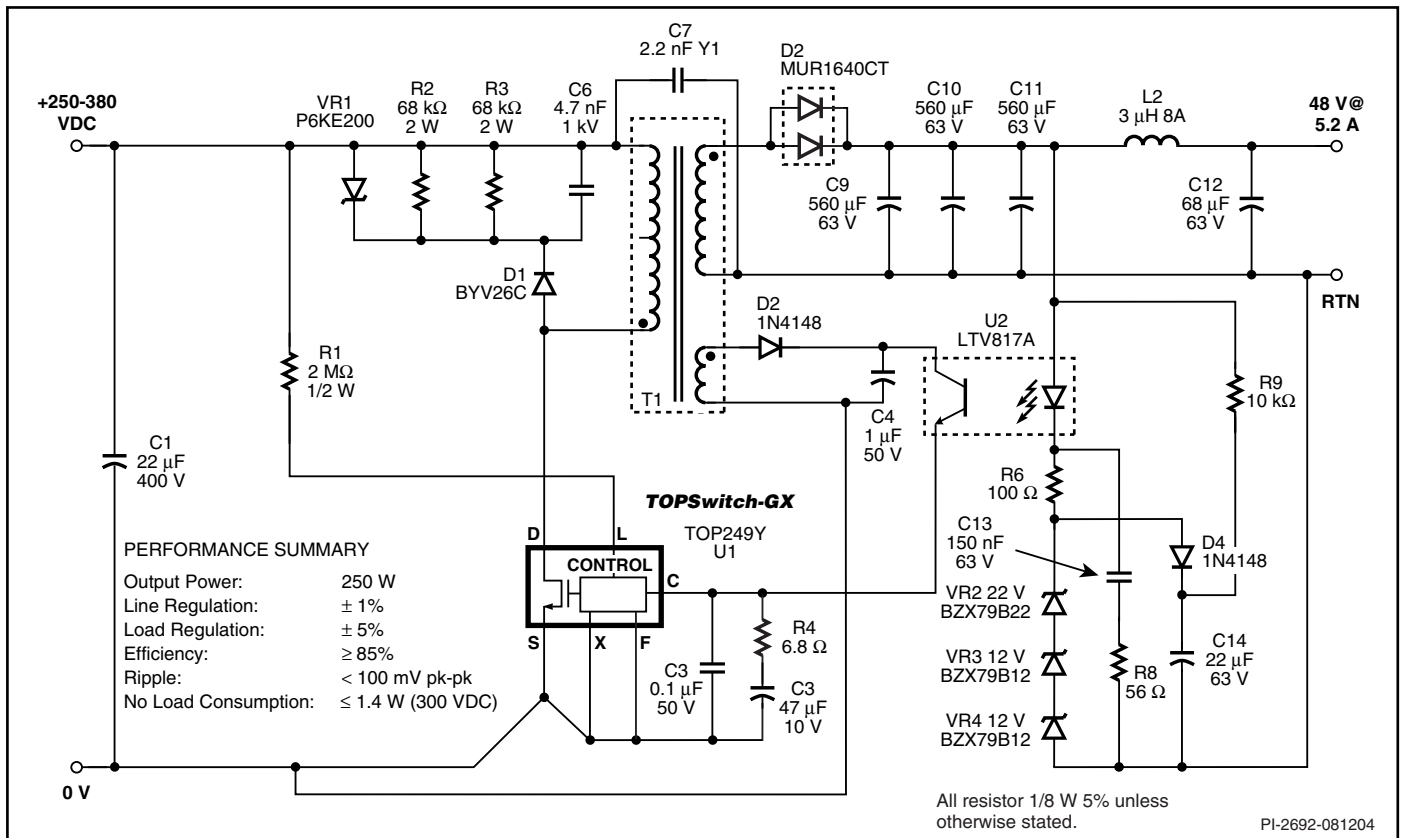 C7
2.2 nF Y1
D2
MUR1640CT
+250-380
VDC
VR1
P6KE200
R2
68 kΩ
2 W
R3
68 kΩ
2 W
C6
4.7 nF
1 kV
C10
560 µF
63 V
C11
560 µF
63 V
L2
3 µH 8A
48 V@
5.2 A
C9
560 µF
63 V
C12
68 µF
63 V
D1
BYV26C
RTN
D2
1N4148
U2
LTV817A
R1
2 MΩ
1/2 W
T1
C4
1 µF
50 V
R9
10 kΩ
C1
22 µF
400 V
R6
100 Ω
TOPSwitch-GX
TOP249Y
U1
D
L
CONTROL
C
S
X
F
C13
150 nF
63 V
D4
1N4148
PERFORMANCE SUMMARY
Output Power: 250 W
Line Regulation: ± 1%
Load Regulation: ± 5%
Efficiency: ≥ 85%
Ripple: < 100 mV pk-pk
No Load Consumption: ≤ 1.4 W (300 VDC)
R4
6.8 Ω
C3
0.1 µF
50 V
C3
47 µF
10 V
VR2 22 V
BZX79B22
VR3 12 V
BZX79B12
VR4 12 V
BZX79B12
R8
56 Ω
C14
22 µF
63 V
0 V
All resistor 1/8 W 5% unless
otherwise stated.
PI-2692-081204